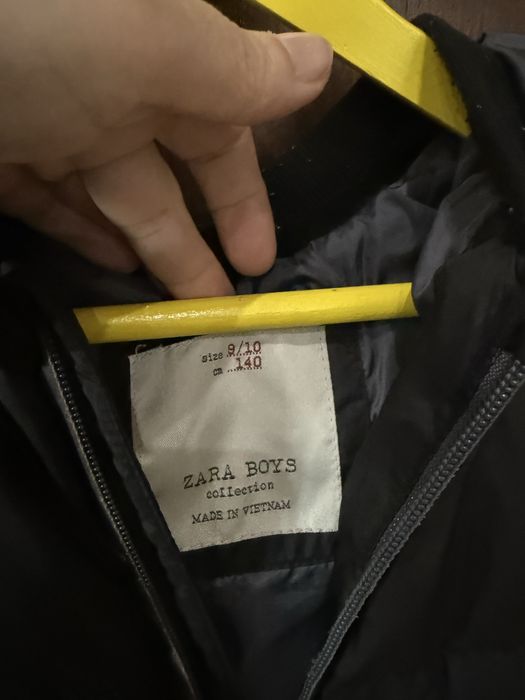 size 9/10
cm 140
ZARA BOYS
collection
MADE IN VIETNAM